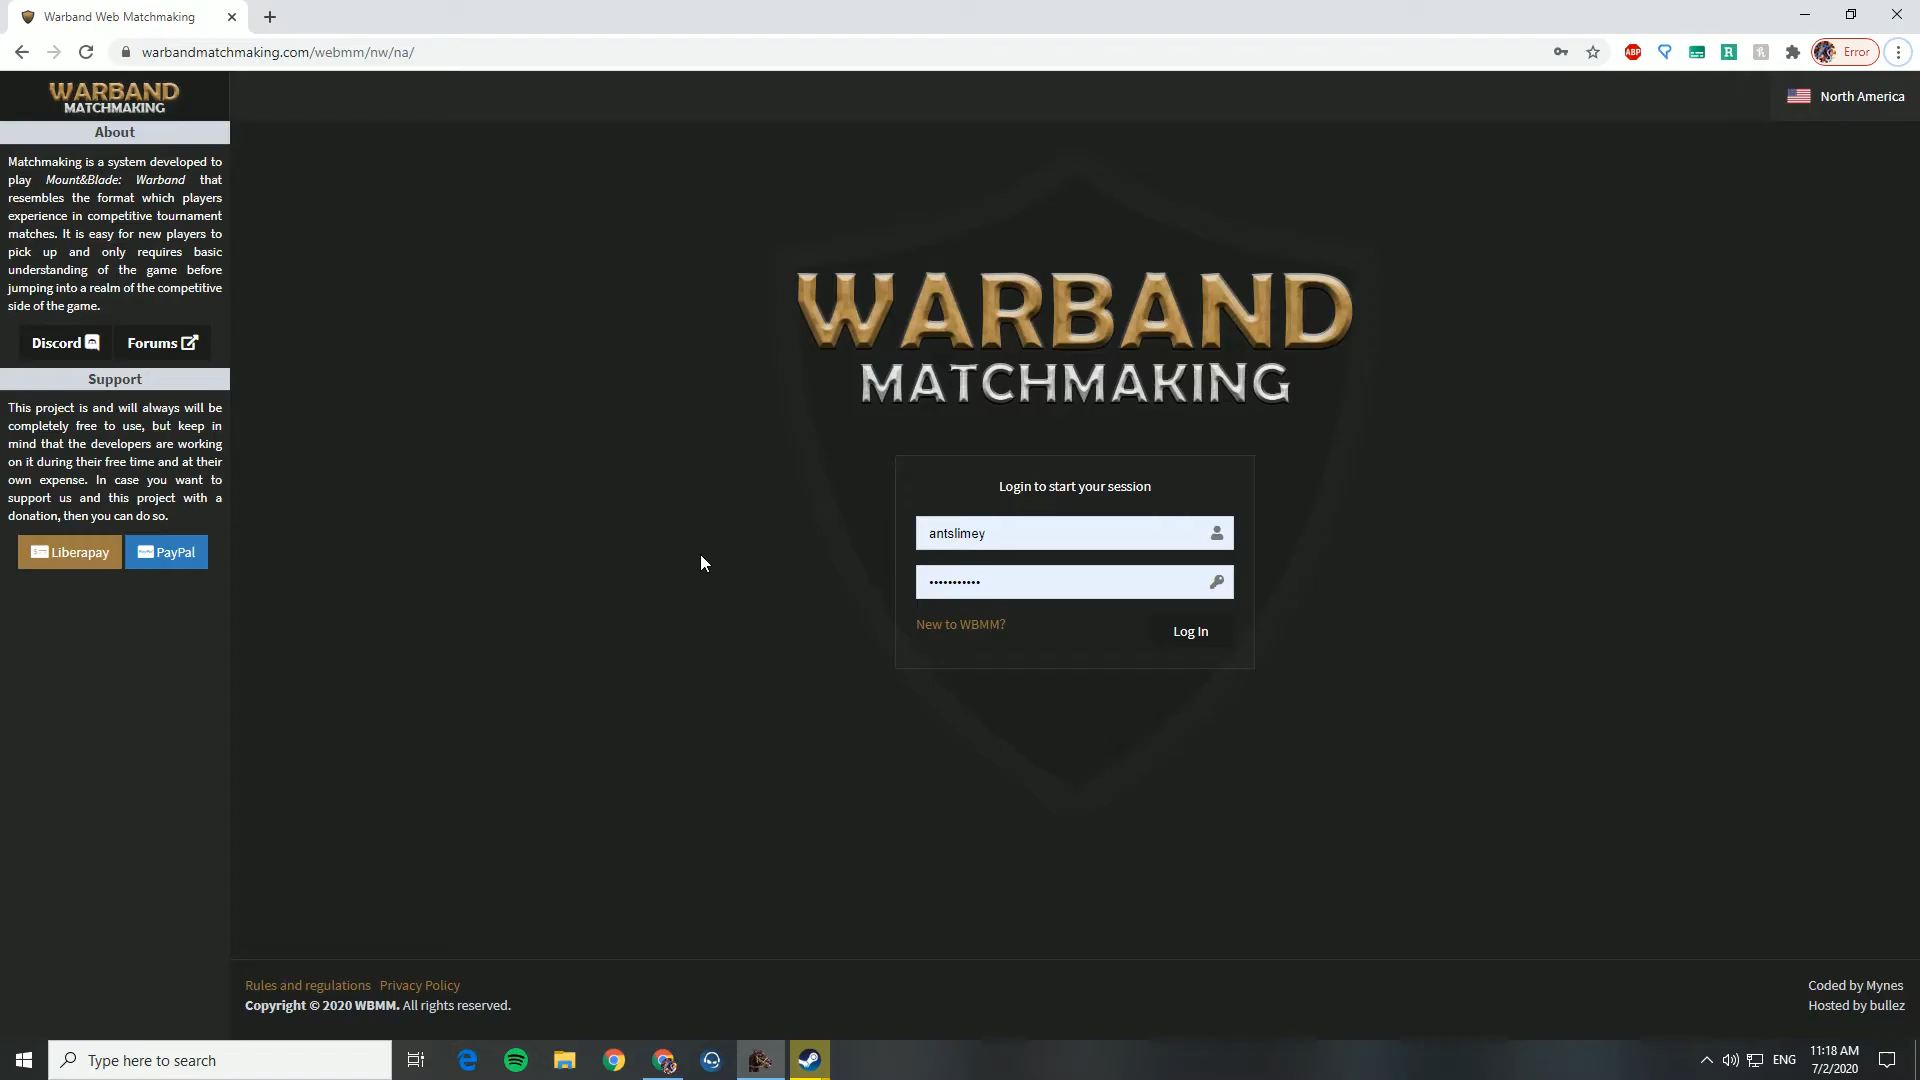 Warband Web Matchmaking
warbandmatchmaking.com/webmm/nw/na/
ABP
R
Error
WARBAND
MATCHMAKING
North America
About
Matchmaking is a system developed to
play Mount&Blade: Warband that
resembles the format which players
experience in competitive tournament
matches. It is easy for new players to
pick up and only requires basic
understanding of the game before
jumping into a realm of the competitive
side of the game.
Discord
Forums
Support
This project is and will always will be
completely free to use, but keep in
mind that the developers are working
on it during their free time and at their
own expense. In case you want to
support us and this project with a
donation, then you can do so.
Liberapay
PayPal
WARBAND
MATCHMAKING
Login to start your session
antslimey
•••••••••••
New to WBMM?
Log In
Rules and regulations Privacy Policy
Copyright © 2020 WBMM. All rights reserved.
Coded by Mynes
Hosted by bullez
Type here to search
ENG
11:18 AM
7/2/2020